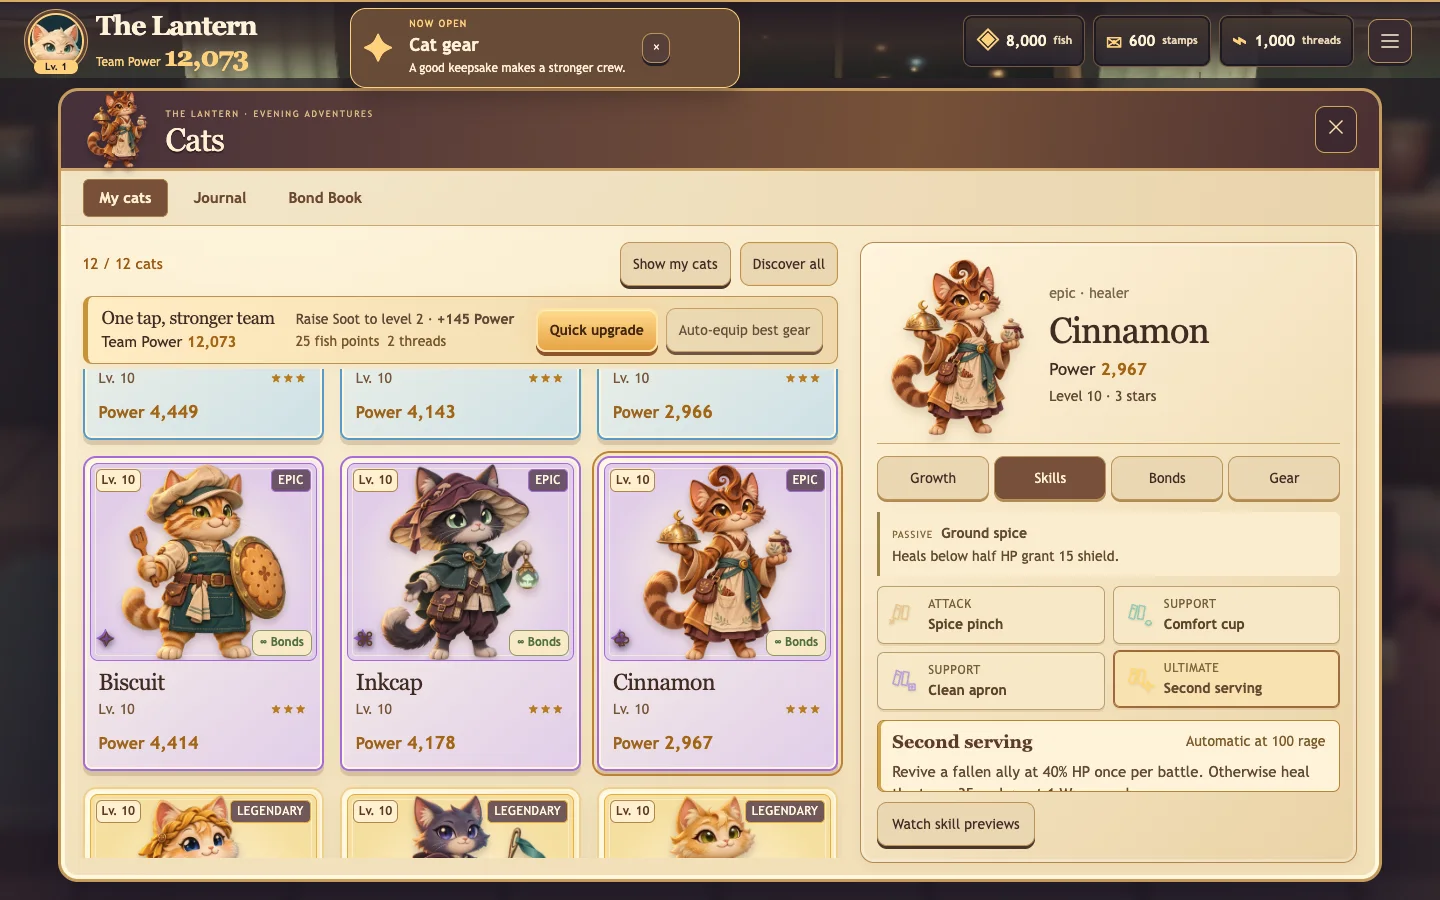 The Lantern
Team Power 12,073
Lv. 1
NOW OPEN
Cat gear
A good keepsake makes a stronger crew.
×
8,000 fish
600 stamps
1,000 threads
THE LANTERN · EVENING ADVENTURES
Cats
My cats
Journal
Bond Book
12 / 12 cats
Show my cats
Discover all
One tap, stronger team
Team Power 12,073
Raise Soot to level 2 · +145 Power
25 fish points 2 threads
Quick upgrade
Auto-equip best gear
Lv. 10
Power 4,449
Lv. 10
Power 4,143
Lv. 10
Power 2,966
Lv. 10
EPIC
∞ Bonds
Biscuit
Lv. 10
Power 4,414
Lv. 10
EPIC
∞ Bonds
Inkcap
Lv. 10
Power 4,178
Lv. 10
EPIC
∞ Bonds
Cinnamon
Lv. 10
Power 2,967
Lv. 10
LEGENDARY
Lv. 10
LEGENDARY
Lv. 10
LEGENDARY
epic · healer
Cinnamon
Power 2,967
Level 10 · 3 stars
Growth
Skills
Bonds
Gear
PASSIVE Ground spice
Heals below half HP grant 15 shield.
ATTACK
Spice pinch
SUPPORT
Comfort cup
SUPPORT
Clean apron
ULTIMATE
Second serving
Second serving
Automatic at 100 rage
Revive a fallen ally at 40% HP once per battle. Otherwise heal
Watch skill previews